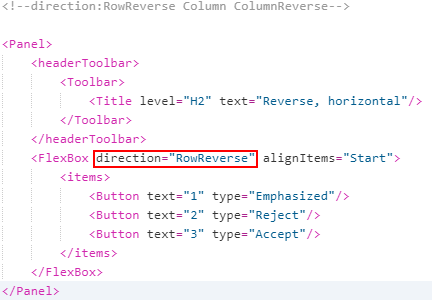 <!--direction:RowReverse Column ColumnReverse-->
<Panel>
<headerToolbar>
<Toolbar>
<Title level="H2" text="Reverse, horizontal"/>
</Toolbar>
</headerToolbar>
<FlexBox direction="RowReverse" alignItems="Start">
<items>
<Button text="1" type="Emphasized"/>
<Button text="2" type="Reject"/>
<Button text="3" type="Accept"/>
</items>
</FlexBox>
</Panel>